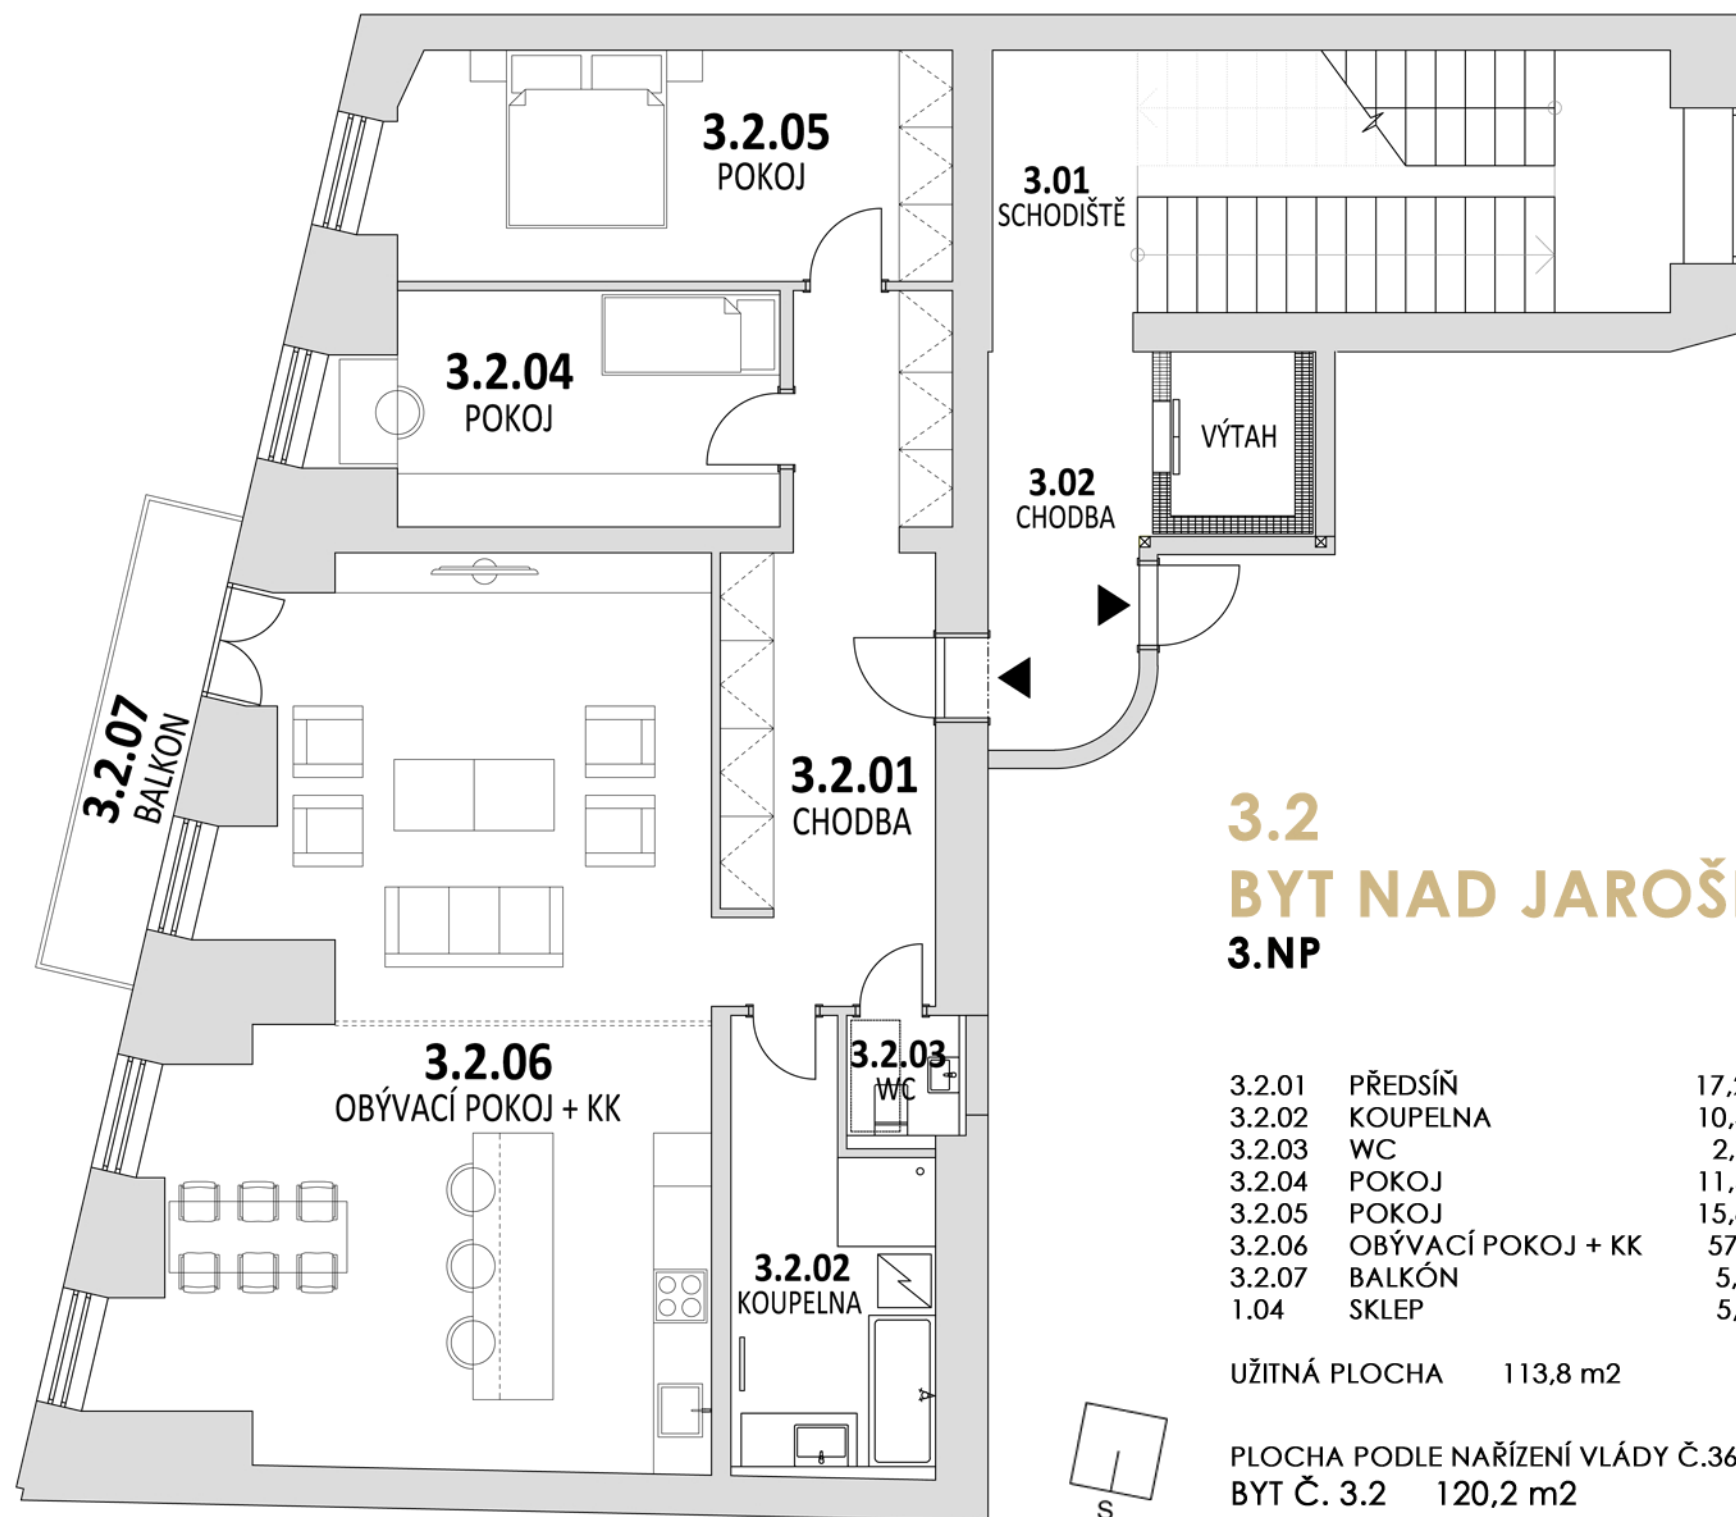 3.2.05
POKOJ
3.01
SCHODIŠTĚ
3.2.04
POKOJ
VÝTAH
3.02
CHODBA
3.2.07
BALKON
3.2.01
CHODBA
3.2
BYT NAD
3.NP
3.2.06
OBÝVACÍ POKOJ + KK
3.2.03
WC
3.2.02
KOUPELNA
3.2.01 PŘEDSÍŇ
3.2.02 KOUPELNA
3.2.03 WC
3.2.04 POKOJ
3.2.05 POKOJ
3.2.06 OBÝVACÍ POKOJ + KK
3.2.07 BALKÓN
1.04 SKLEP
UŽITNÁ PLOCHA 113,8 m2
PLOCHA PODLE NAŘÍZENÍ VLÁDY
BYT Č. 3.2 120,2 m2
S